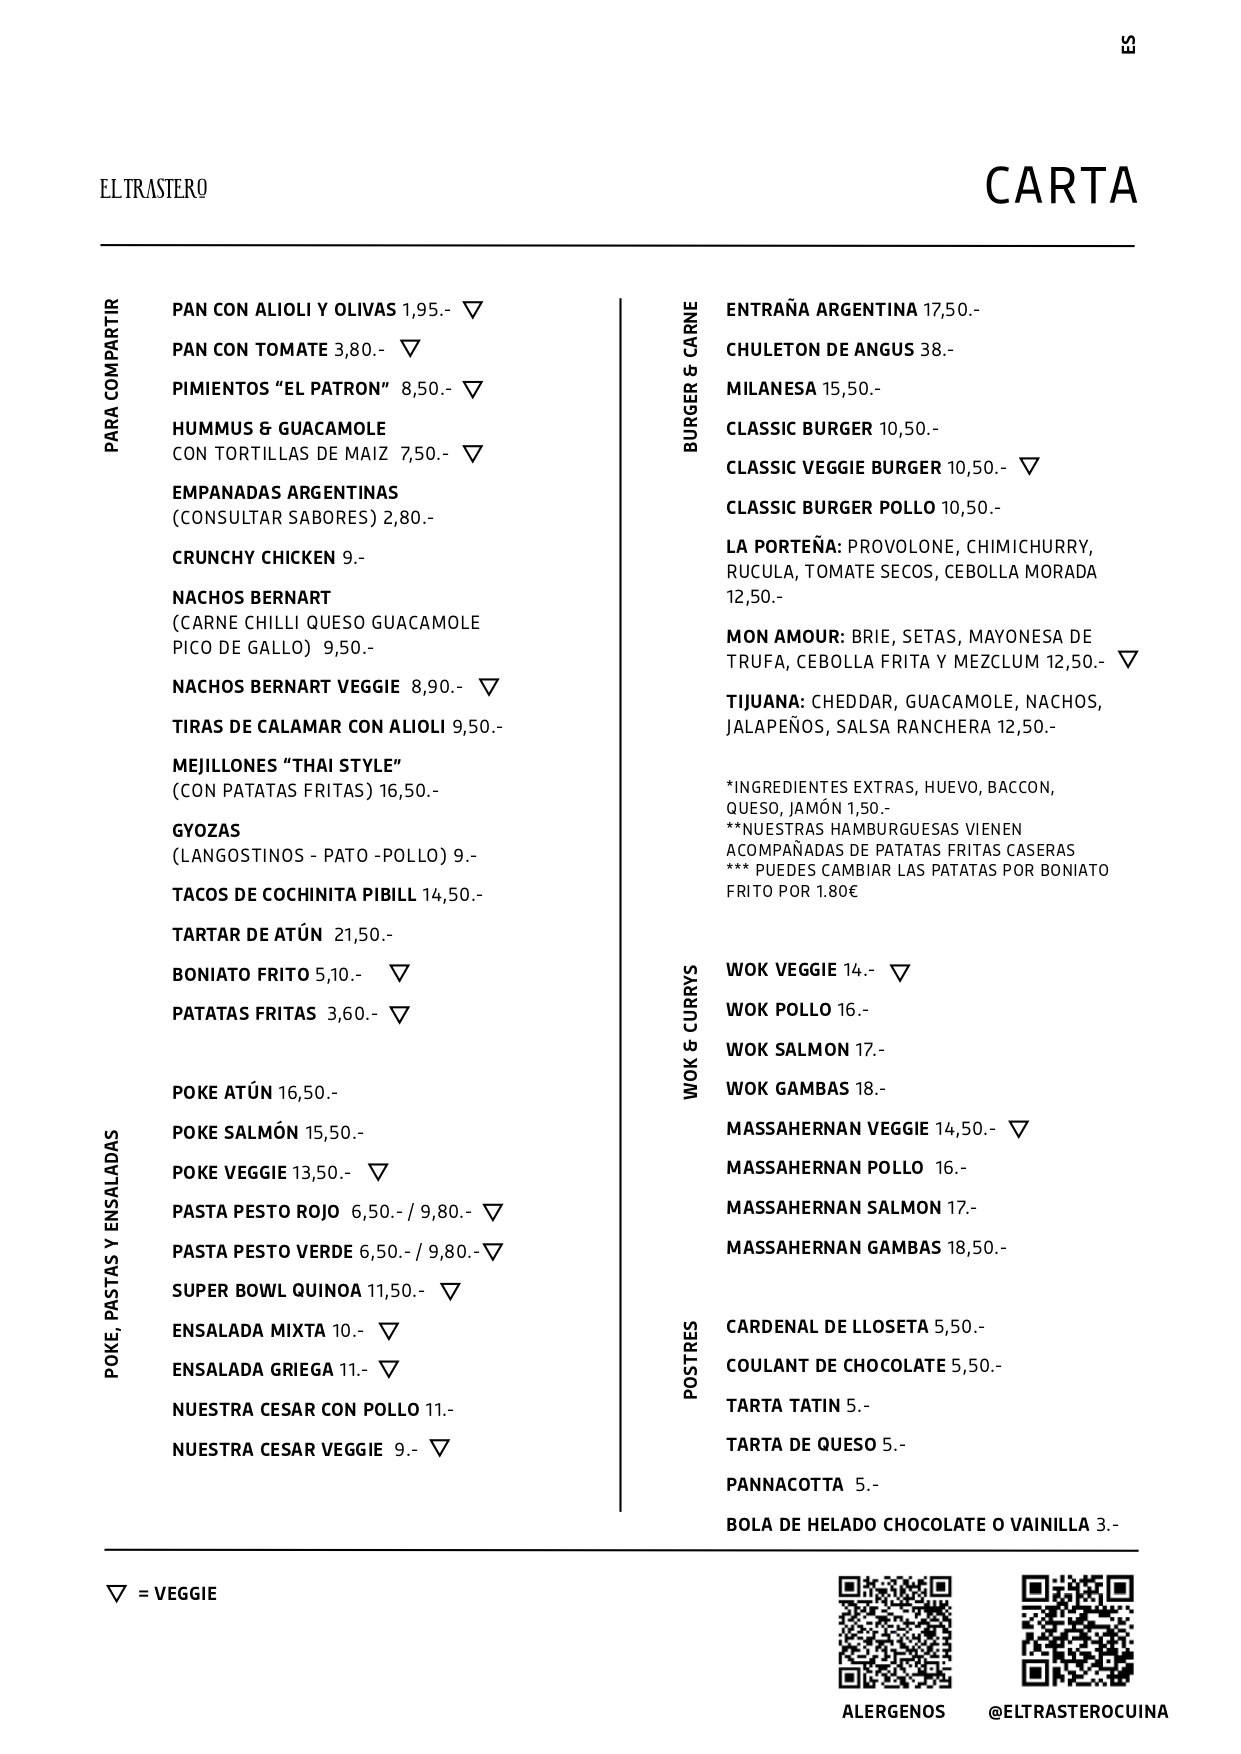 ES
EL TRASTERO
CARTA
PARA COMPARTIR
PAN CON ALIOLI Y OLIVAS 1,95.-
PAN CON TOMATE 3,80.-
PIMIENTOS “EL PATRON” 8,50.-
HUMMUS & GUACAMOLE
CON TORTILLAS DE MAIZ 7,50.-
EMPANADAS ARGENTINAS
(CONSULTAR SABORES) 2,80.-
CRUNCHY CHICKEN 9.-
NACHOS BERNART
(CARNE CHILLI QUESO GUACAMOLE
PICO DE GALLO) 9,50.-
NACHOS BERNART VEGGIE 8,90.-
TIRAS DE CALAMAR CON ALIOLI 9,50.-
MEJILLONES “THAI STYLE”
(CON PATATAS FRITAS) 16,50.-
GYOZAS
(LANGOSTINOS - PATO -POLLO) 9.-
TACOS DE COCHINITA PIBILL 14,50.-
TARTAR DE ATÚN 21,50.-
BONIATO FRITO 5,10.-
PATATAS FRITAS 3,60.-
POKE, PASTAS Y ENSALADAS
POKE ATÚN 16,50.-
POKE SALMÓN 15,50.-
POKE VEGGIE 13,50.-
PASTA PESTO ROJO 6,50.- / 9,80.-
PASTA PESTO VERDE 6,50.- / 9,80.-
SUPER BOWL QUINOA 11,50.-
ENSALADA MIXTA 10.-
ENSALADA GRIEGA 11.-
NUESTRA CESAR CON POLLO 11.-
NUESTRA CESAR VEGGIE 9.-
BURGER & CARNE
ENTRAÑA ARGENTINA 17,50.-
CHULETON DE ANGUS 38.-
MILANESA 15,50.-
CLASSIC BURGER 10,50.-
CLASSIC VEGGIE BURGER 10,50.-
CLASSIC BURGER POLLO 10,50.-
LA PORTEÑA: PROVOLONE, CHIMICHURRY,
RUCULA, TOMATE SECOS, CEBOLLA MORADA
12,50.-
MON AMOUR: BRIE, SETAS, MAYONESA DE
TRUFA, CEBOLLA FRITA Y MEZCLUM 12,50.-
TIJUANA: CHEDDAR, GUACAMOLE, NACHOS,
JALAPEÑOS, SALSA RANCHERA 12,50.-
*INGREDIENTES EXTRAS, HUEVO, BACCON,
QUESO, JAMÓN 1,50.-
**NUESTRAS HAMBURGUESAS VIENEN
ACOMPAÑADAS DE PATATAS FRITAS CASERAS
*** PUEDES CAMBIAR LAS PATATAS POR BONIATO
FRITO POR 1.80€
WOK & CURRYS
WOK VEGGIE 14.-
WOK POLLO 16.-
WOK SALMON 17.-
WOK GAMBAS 18.-
MASSAHERNAN VEGGIE 14,50.-
MASSAHERNAN POLLO 16.-
MASSAHERNAN SALMON 17.-
MASSAHERNAN GAMBAS 18,50.-
POSTRES
CARDENAL DE LLOSETA 5,50.-
COULANT DE CHOCOLATE 5,50.-
TARTA TATIN 5.-
TARTA DE QUESO 5.-
PANNACOTTA 5.-
BOLA DE HELADO CHOCOLATE O VAINILLA 3.-
= VEGGIE
ALERGENOS
@ELTRASTEROCUINA